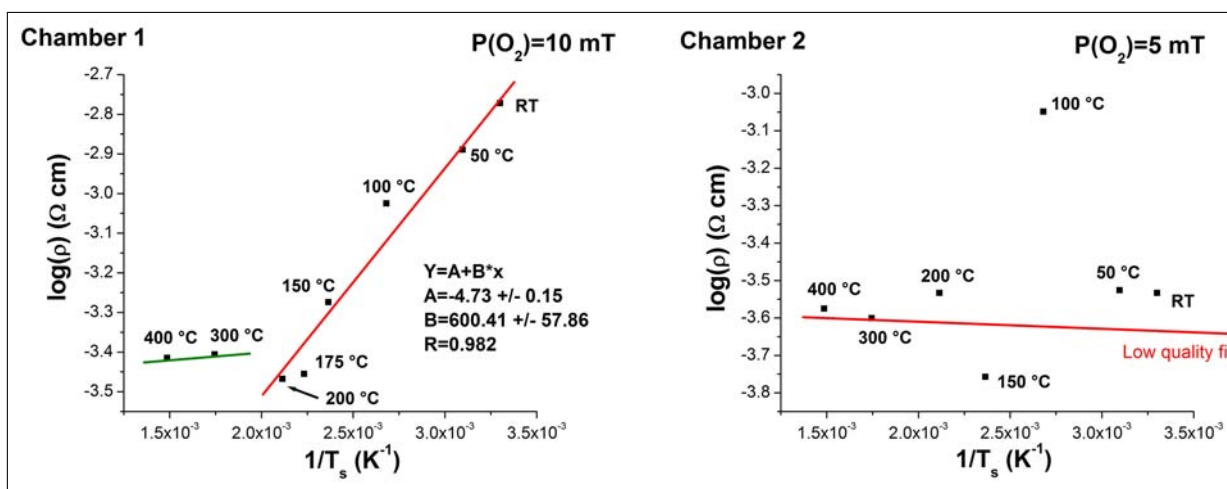 Chamber 1
P(O₂)=10 mT
-2.7
-2.8
-2.9
-3.0
-3.1
-3.2
-3.3
-3.4
-3.5
log(ρ) (Ω cm)
RT
50 °C
100 °C
150 °C
400 °C
300 °C
175 °C
200 °C
Y=A+B*x
A=-4.73 +/- 0.15
B=600.41 +/- 57.86
R=0.982
1.5x10⁻³
2.0x10⁻³
2.5x10⁻³
3.0x10⁻³
3.5x10⁻³
1/Tₛ (K⁻¹)
Chamber 2
P(O₂)=5 mT
-3.0
-3.1
-3.2
-3.3
-3.4
-3.5
-3.6
-3.7
-3.8
log(ρ) (Ω cm)
100 °C
400 °C
200 °C
50 °C
RT
300 °C
Low quality fi
150 °C
1.5x10⁻³
2.0x10⁻³
2.5x10⁻³
3.0x10⁻³
3.5x10⁻³
1/Tₛ (K⁻¹)